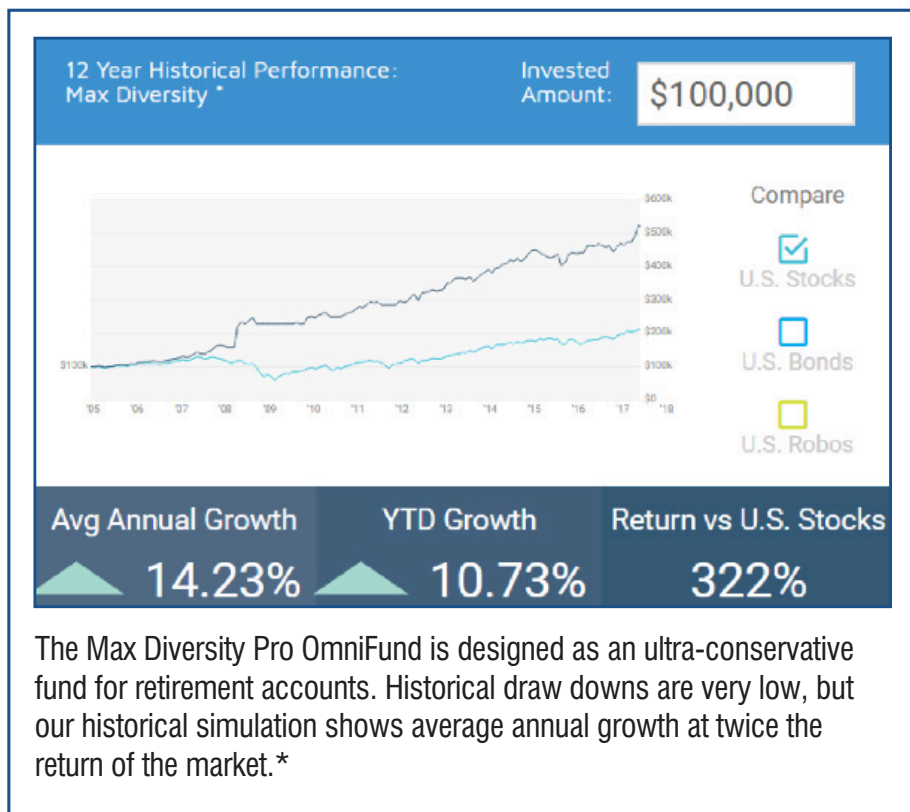 12 Year Historical Performance:
Max Diversity *
Invested
Amount:
$100,000
$600k
$500k
$400k
$300k
$200k
$100k
$0
$100k
'05 '06 '07 '08 '09 '10 '11 '12 '13 '14 '15 '16 '17 '18
Compare
U.S. Stocks
U.S. Bonds
U.S. Robos
Avg Annual Growth
14.23%
YTD Growth
10.73%
Return vs U.S. Stocks
322%
The Max Diversity Pro OmniFund is designed as an ultra-conservative
fund for retirement accounts. Historical draw downs are very low, but
our historical simulation shows average annual growth at twice the
return of the market.*